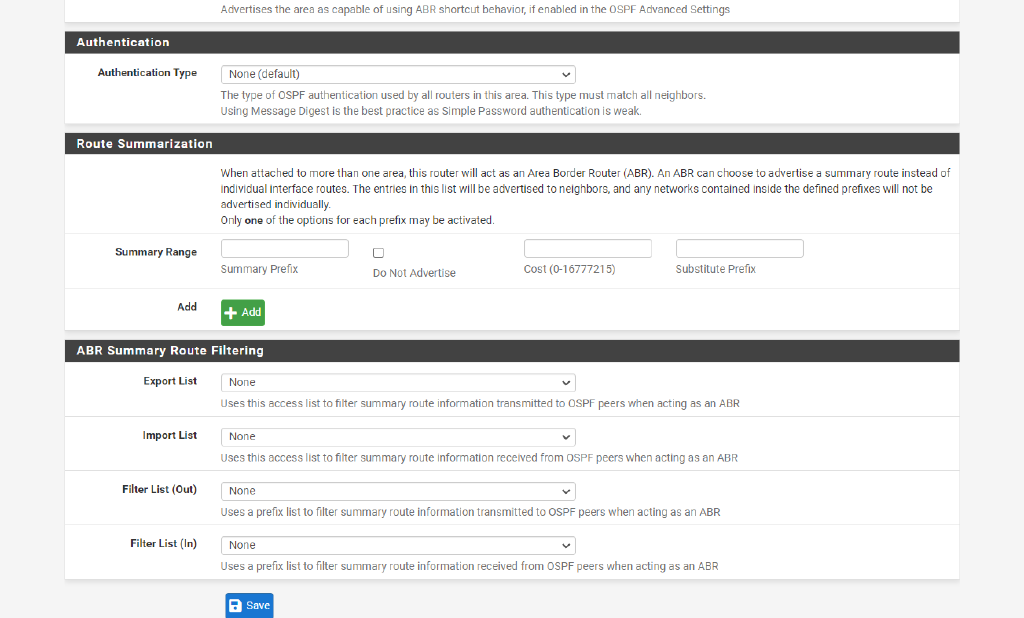 Advertises the area as capable of using ABR shortcut behavior, if enabled in the OSPF Advanced Settings
Authentication
Authentication Type
None (default)
The type of OSPF authentication used by all routers in this area. This type must match all neighbors.
Using Message Digest is the best practice as Simple Password authentication is weak.
Route Summarization
When attached to more than one area, this router will act as an Area Border Router (ABR). An ABR can choose to advertise a summary route instead of
individual interface routes. The entries in this list will be advertised to neighbors, and any networks contained inside the defined prefixes will not be
advertised individually.
Only one of the options for each prefix may be activated.
Summary Range
Summary Prefix
Do Not Advertise
Cost (0-16777215)
Substitute Prefix
Add
Add
ABR Summary Route Filtering
Export List
None
Uses this access list to filter summary route information transmitted to OSPF peers when acting as an ABR
Import List
None
Uses this access list to filter summary route information received from OSPF peers when acting as an ABR
Filter List (Out)
None
Uses a prefix list to filter summary route information transmitted to OSPF peers when acting as an ABR
Filter List (In)
None
Uses a prefix list to filter summary route information received from OSPF peers when acting as an ABR
Save